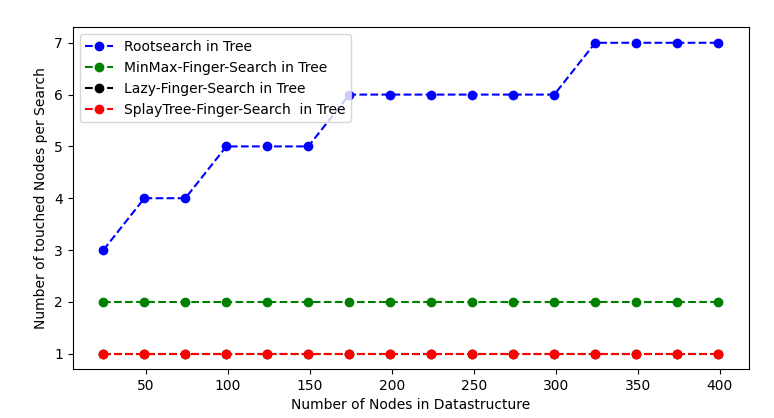 Rootsearch in Tree
MinMax-Finger-Search in Tree
Lazy-Finger-Search in Tree
SplayTree-Finger-Search  in Tree
Number of touched Nodes per Search
7
6
5
4
3
2
1
50 100 150 200 250 300 350 400
Number of Nodes in Datastructure